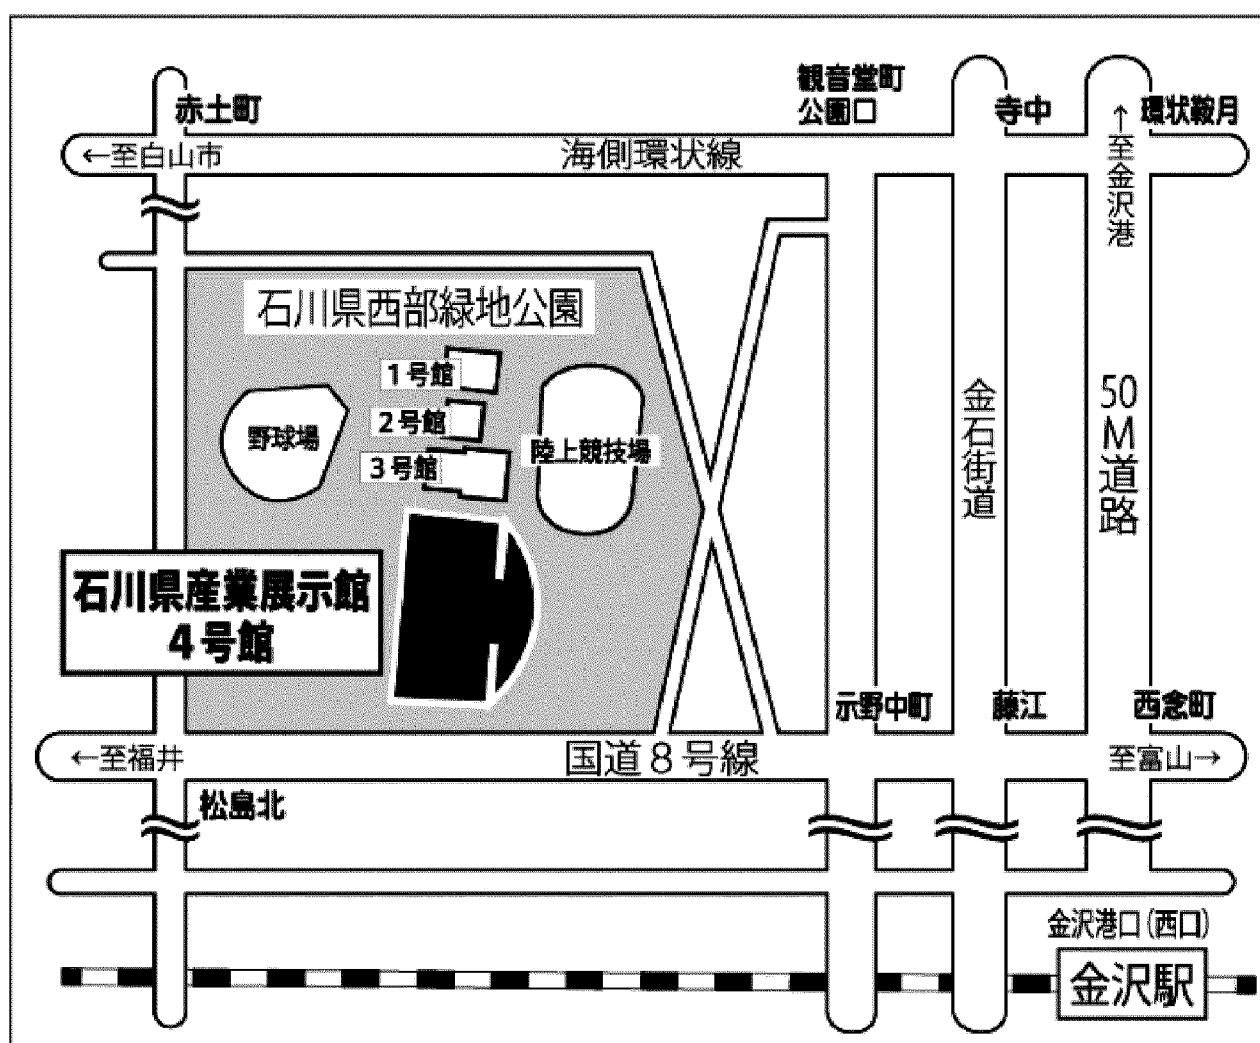 観音堂町
公園口
赤土町
寺中
環状鞍月
←至白山市
海側環状線
↑至金沢港
石川県西部緑地公園
1号館
2号館
3号館
野球場
陸上競技場
金石街道
50M道路
石川県産業展示館
4号館
示野中町
藤江
西念町
←至福井
国道8号線
至富山→
松島北
金沢港口(西口)
金沢駅